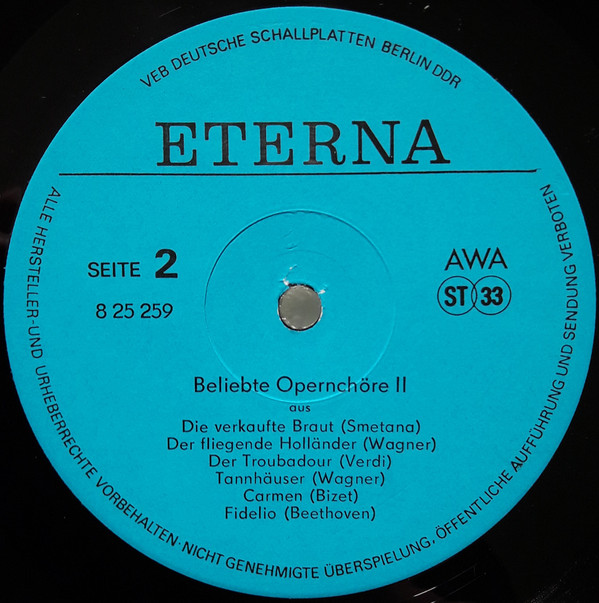 VEB DEUTSCHE SCHALLPLATTEN BERLIN DDR
ETERNA
SEITE 2
8 25 259
AWA
ST 33
Beliebte Opernchöre II
aus
Die verkaufte Braut (Smetana)
Der fliegende Holländer (Wagner)
Der Troubadour (Verdi)
Tannhäuser (Wagner)
Carmen (Bizet)
Fidelio (Beethoven)
ALLE HERSTELLER-UND URHEBERRECHTE VORBEHALTEN·NICHT GENEHMIGTE ÜBERSPIELUNG, ÖFFENTLICHE AUFFÜHRUNG UND SENDUNG VERBOTEN